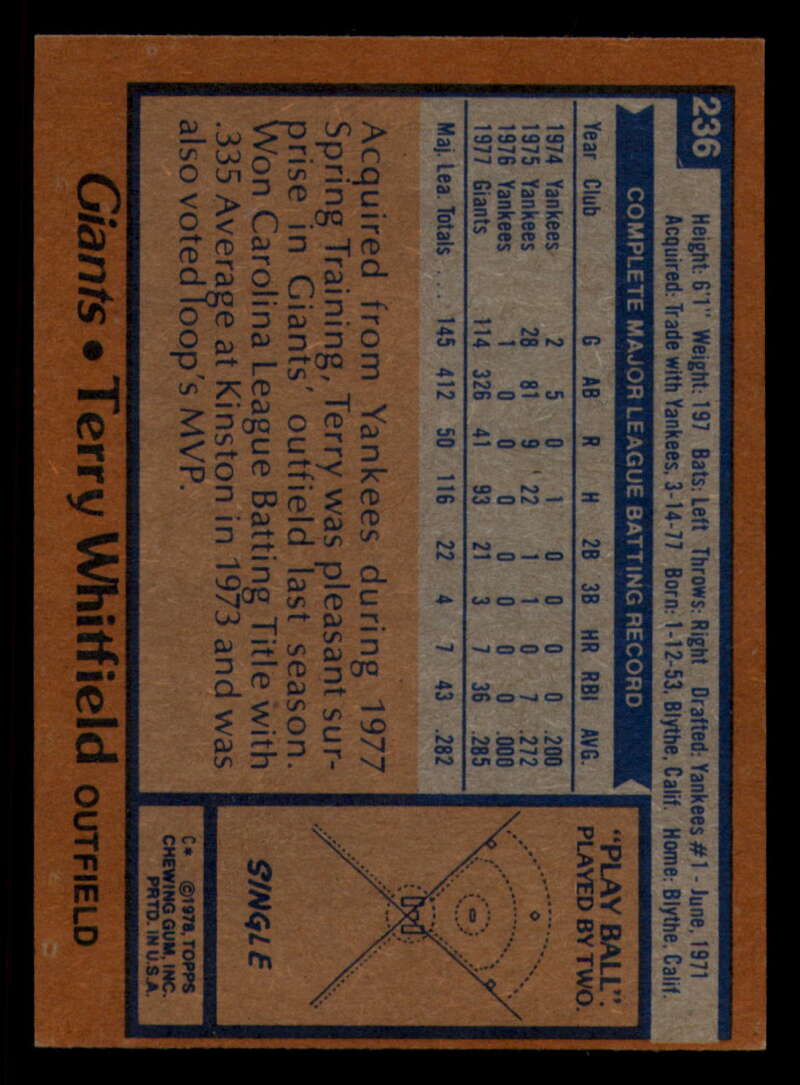 236
Height: 6'1" Weight: 197 Bats: Left Throws: Right Drafted: Yankees #1 - June, 1971
Acquired: Trade with Yankees, 3-14-77 Born: 1-12-53, Blythe, Calif. Home: Blythe, Calif.
COMPLETE MAJOR LEAGUE BATTING RECORD
Year Club G AB R H 2B 3B HR RBI AVG.
1974 Yankees 2 5 0 1 0 0 0 0 .200
1975 Yankees 28 81 9 22 1 1 0 7 .272
1976 Yankees 1 0 0 0 0 0 0 0 .000
1977 Giants 114 326 41 93 21 3 7 36 .285
Maj. Lea. Totals . . . 145 412 50 116 22 4 7 43 .282
Acquired from Yankees during 1977
Spring Training, Terry was pleasant sur-
prise in Giants' outfield last season.
Won Carolina League Batting Title with
.335 Average at Kinston in 1973 and was
also voted loop's MVP.
"PLAY BALL"
PLAYED BY TWO.
SINGLE
C* ©1978, TOPPS
CHEWING GUM, INC.
PRTD. IN U.S.A.
Giants • Terry Whitfield OUTFIELD